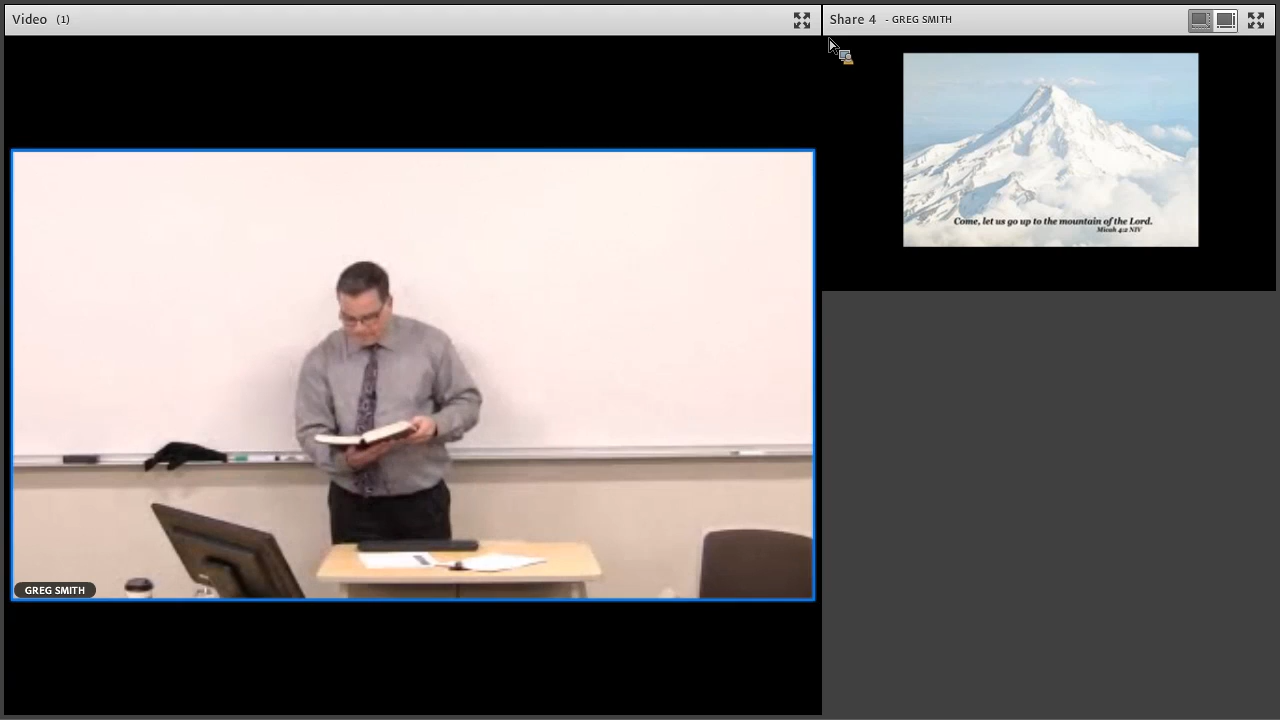 Video (1)
Share 4 - GREG SMITH
Come, let us go up to the mountain of the Lord.
Micah 4:2 NIV
GREG SMITH